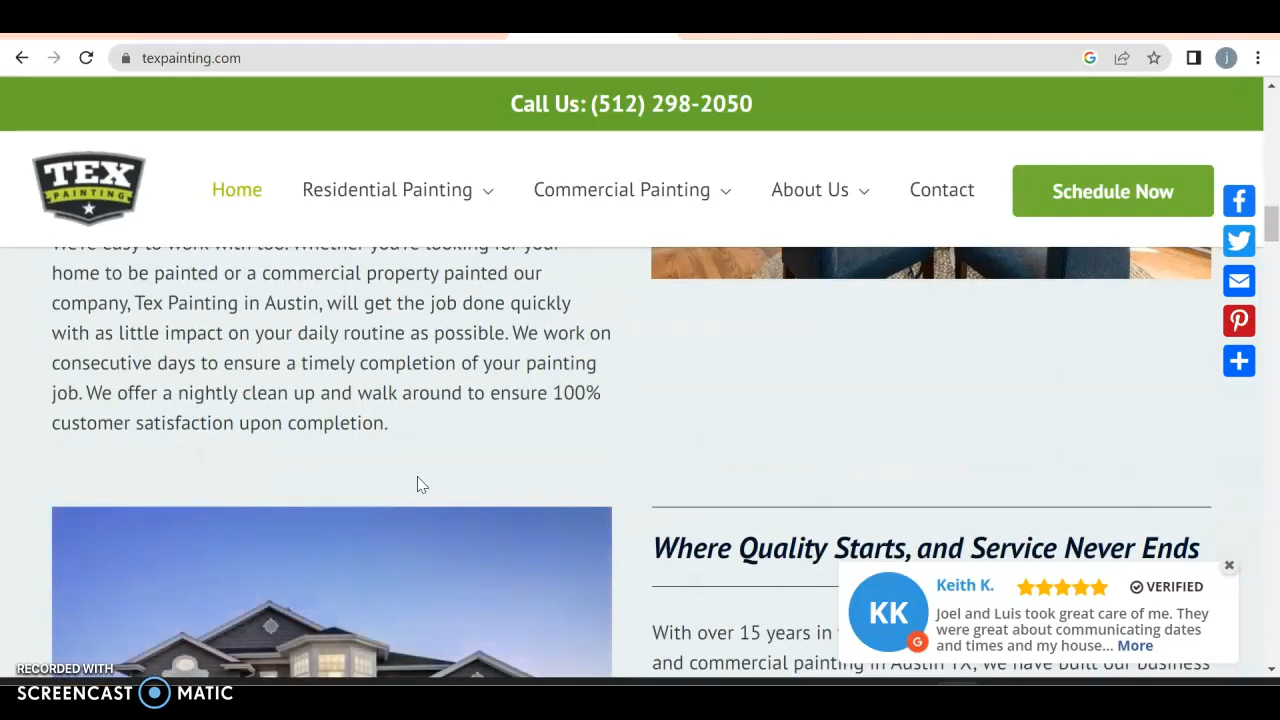 texpainting.com
j
Call Us: (512) 298-2050
TEX
PAINTING
Home
Residential Painting
Commercial Painting
About Us
Contact
Schedule Now
We're easy to work with too. Whether you're looking for your
home to be painted or a commercial property painted our
company, Tex Painting in Austin, will get the job done quickly
with as little impact on your daily routine as possible. We work on
consecutive days to ensure a timely completion of your painting
job. We offer a nightly clean up and walk around to ensure 100%
customer satisfaction upon completion.
Where Quality Starts, and Service Never Ends
With over 15 years in
and commercial painting in Austin TX, we have built our business
KK
G
Keith K.
VERIFIED
Joel and Luis took great care of me. They
were great about communicating dates
and times and my house... More
RECORDED WITH
SCREENCAST MATIC